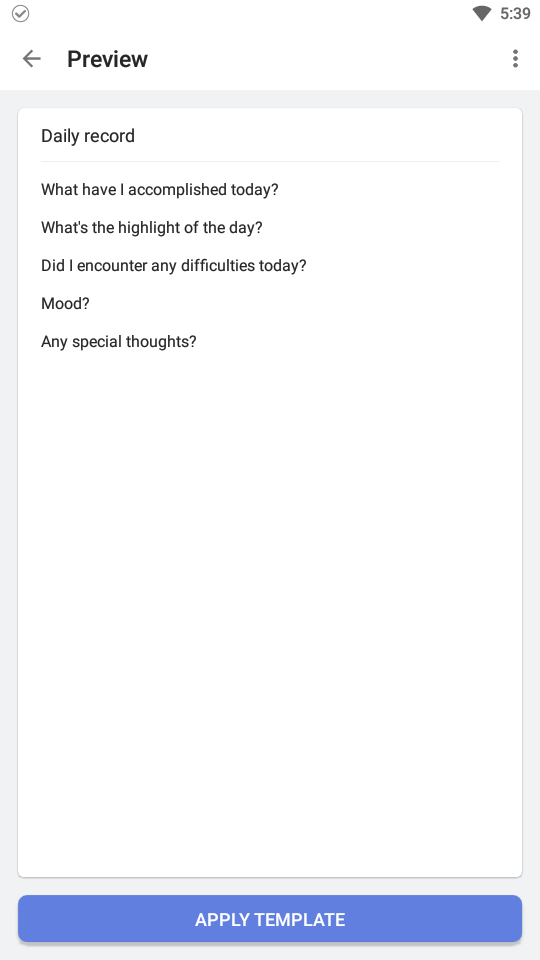 5:39
Preview
Daily record
What have I accomplished today?
What's the highlight of the day?
Did I encounter any difficulties today?
Mood?
Any special thoughts?
APPLY TEMPLATE